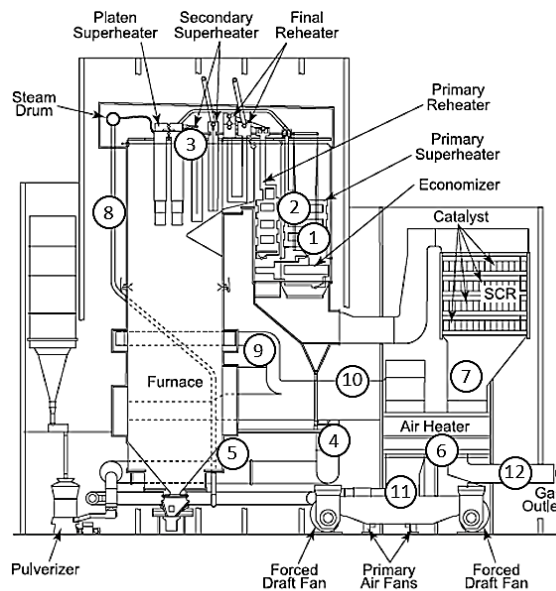 Platen
Superheater
Secondary
Superheater
Final
Reheater
Steam
Drum
Primary
Reheater
Primary
Superheater
Economizer
Catalyst
SCR
3
2
1
8
9
10
7
Furnace
Air Heater
4
5
6
12
11
Ga
Outle
Pulverizer
Forced
Draft Fan
Primary
Air Fans
Forced
Draft Fan